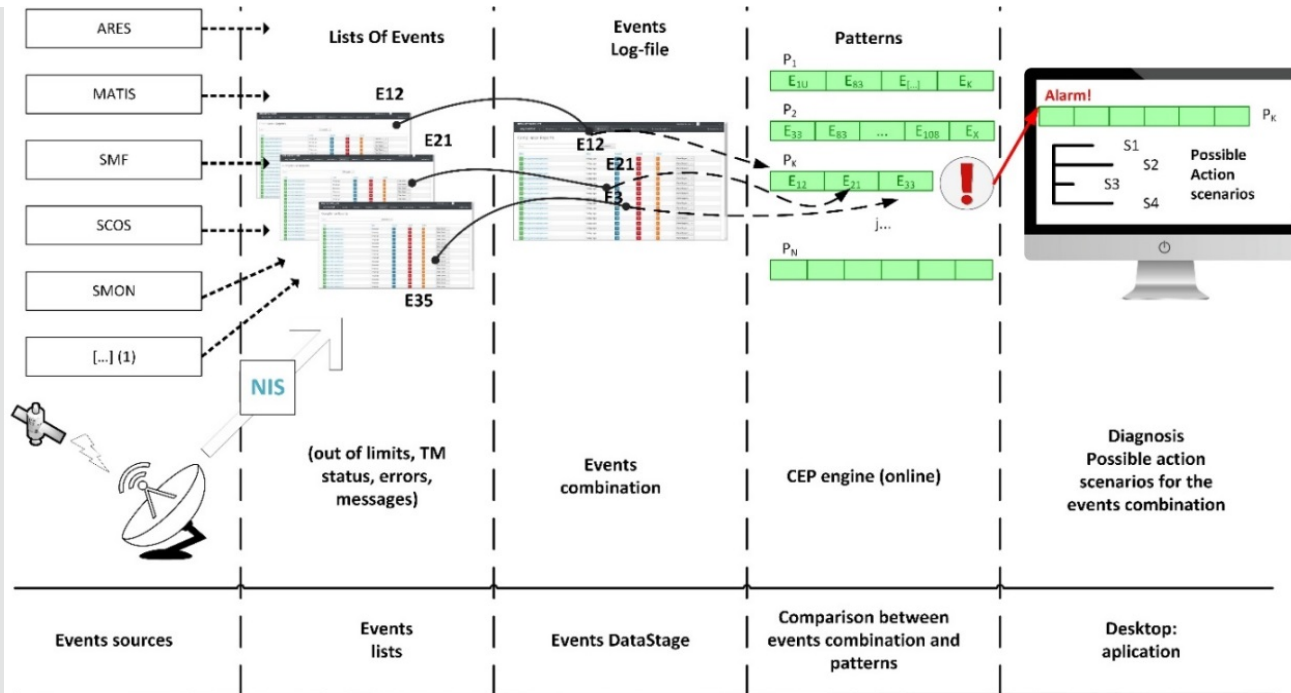 ARES
MATIS
SMF
SCOS
SMON
[...] (1)
NIS
Events sources
Lists Of Events
E12
E21
E35
(out of limits, TM
status, errors,
messages)
Events
lists
Events
Log-file
E12
E21
E3
Events
combination
Events DataStage
Patterns
P1
E1U E83 E[...] EK
P2
E33 E83 ... E108 EX
PK
E12 E21 E33
j...
PN
CEP engine (online)
Comparison between
events combination and
patterns
Alarm!
PK
S1
S2
S3
S4
Possible
Action
scenarios
Diagnosis
Possible action
scenarios for the
events combination
Desktop:
aplication